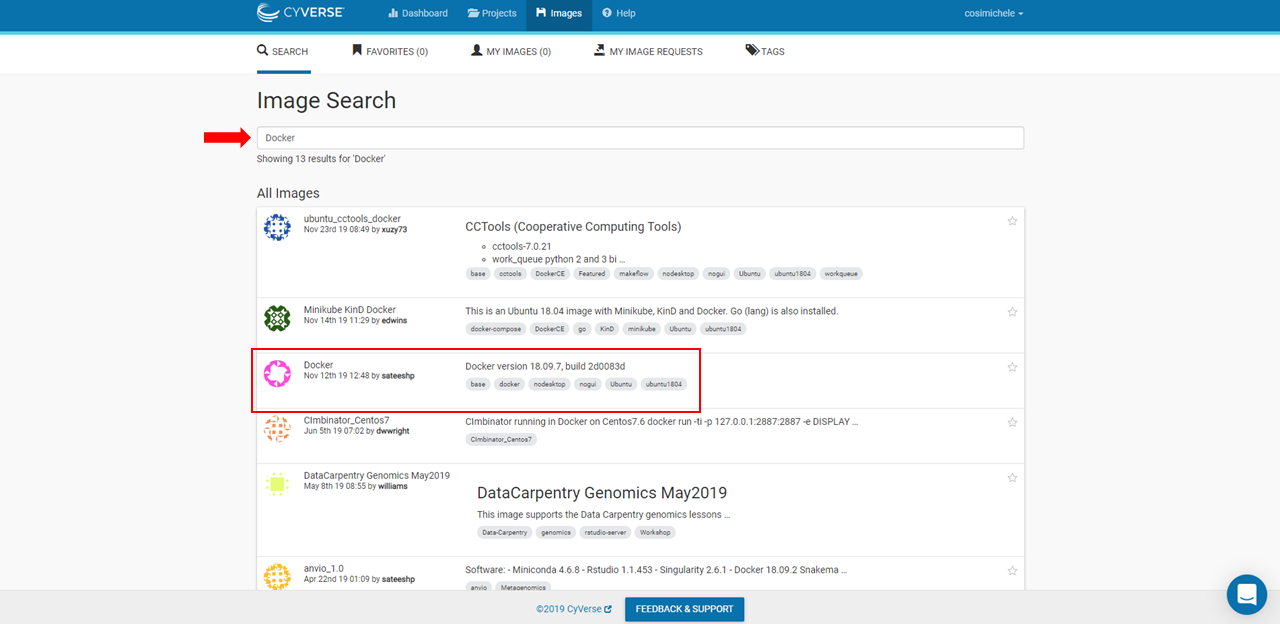 CYVERSE Dashboard Projects Images Help cosimichele
SEARCH FAVORITES (0) MY IMAGES (0) MY IMAGE REQUESTS TAGS
Image Search
Docker
Showing 13 results for 'Docker'
All Images
ubuntu_cctools_docker
Nov 23rd 19 08:49 by xuzy73
CCTools (Cooperative Computing Tools)
cctools-7.0.21
work_queue python 2 and 3 bi ...
base cctools DockerCE Featured makeflow nodesktop nogui Ubuntu ubuntu1804 workqueue
Minikube KinD Docker
Nov 14th 19 11:29 by edwins
This is an Ubuntu 18.04 image with Minikube, KinD and Docker. Go (lang) is also installed.
docker-compose DockerCE go KinD minikube Ubuntu ubuntu1804
Docker
Nov 12th 19 12:48 by sateeshp
Docker version 18.09.7, build 2d0083d
base docker nodesktop nogui Ubuntu ubuntu1804
CImbinator_Centos7
Jun 5th 19 07:02 by dwwright
CImbinator running in Docker on Centos7.6 docker run -ti -p 127.0.0.1:2887:2887 -e DISPLAY ...
CImbinator_Centos7
DataCarpentry Genomics May2019
May 8th 19 08:55 by williams
DataCarpentry Genomics May2019
This image supports the Data Carpentry genomics lessons ...
Data-Carpentry genomics rstudio-server Workshop
anvio_1.0
Apr 22nd 19 01:09 by sateeshp
Software: - Miniconda 4.6.8 - Rstudio 1.1.453 - Singularity 2.6.1 - Docker 18.09.2 Snakema ...
anvio Metagenomics
©2019 CyVerse FEEDBACK & SUPPORT